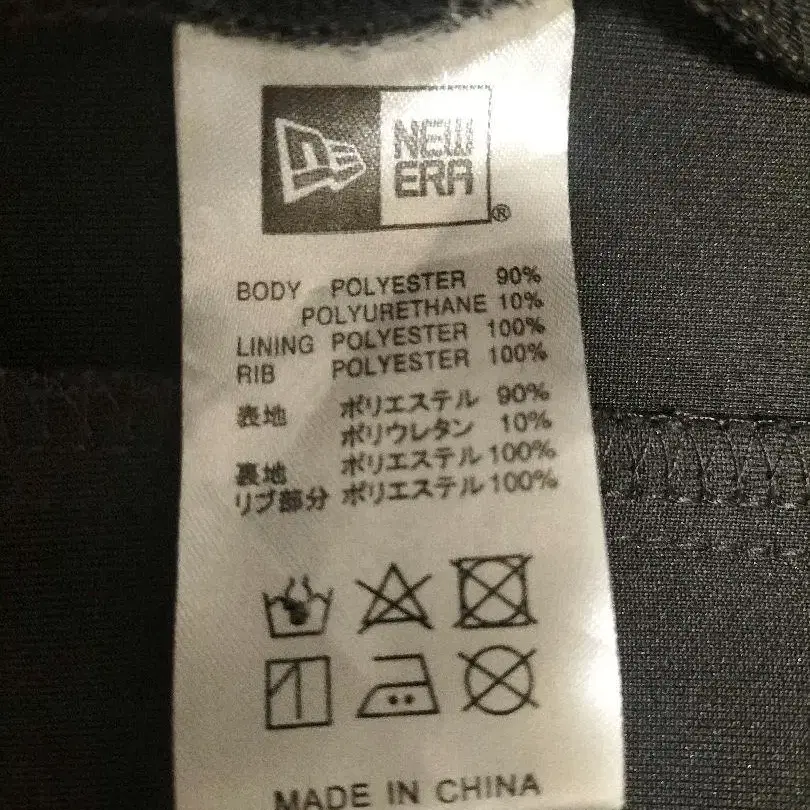 NEW
ERA
®
BODY POLYESTER 90%
POLYURETHANE 10%
LINING POLYESTER 100%
RIB POLYESTER 100%
表地 ポリエステル 90%
ポリウレタン 10%
裏地 ポリエステル 100%
リブ部分 ポリエステル 100%
MADE IN CHINA